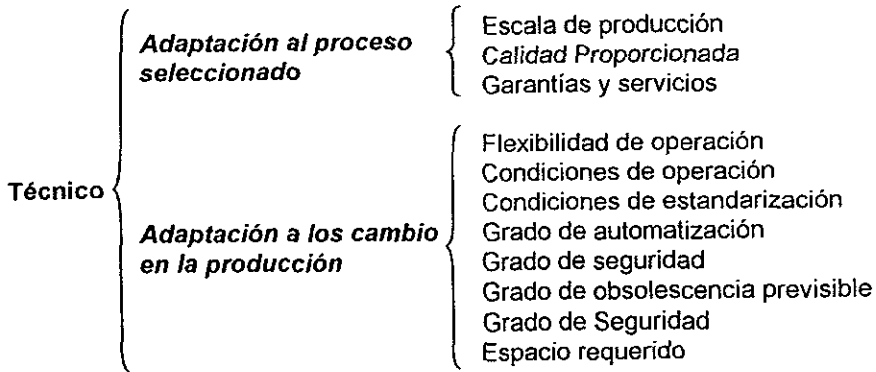 Técnico
Adaptación al proceso
seleccionado
Escala de producción
Calidad Proporcionada
Garantías y servicios
Adaptación a los cambio
en la producción
Flexibilidad de operación
Condiciones de operación
Condiciones de estandarización
Grado de automatización
Grado de seguridad
Grado de obsolescencia previsible
Grado de Seguridad
Espacio requerido